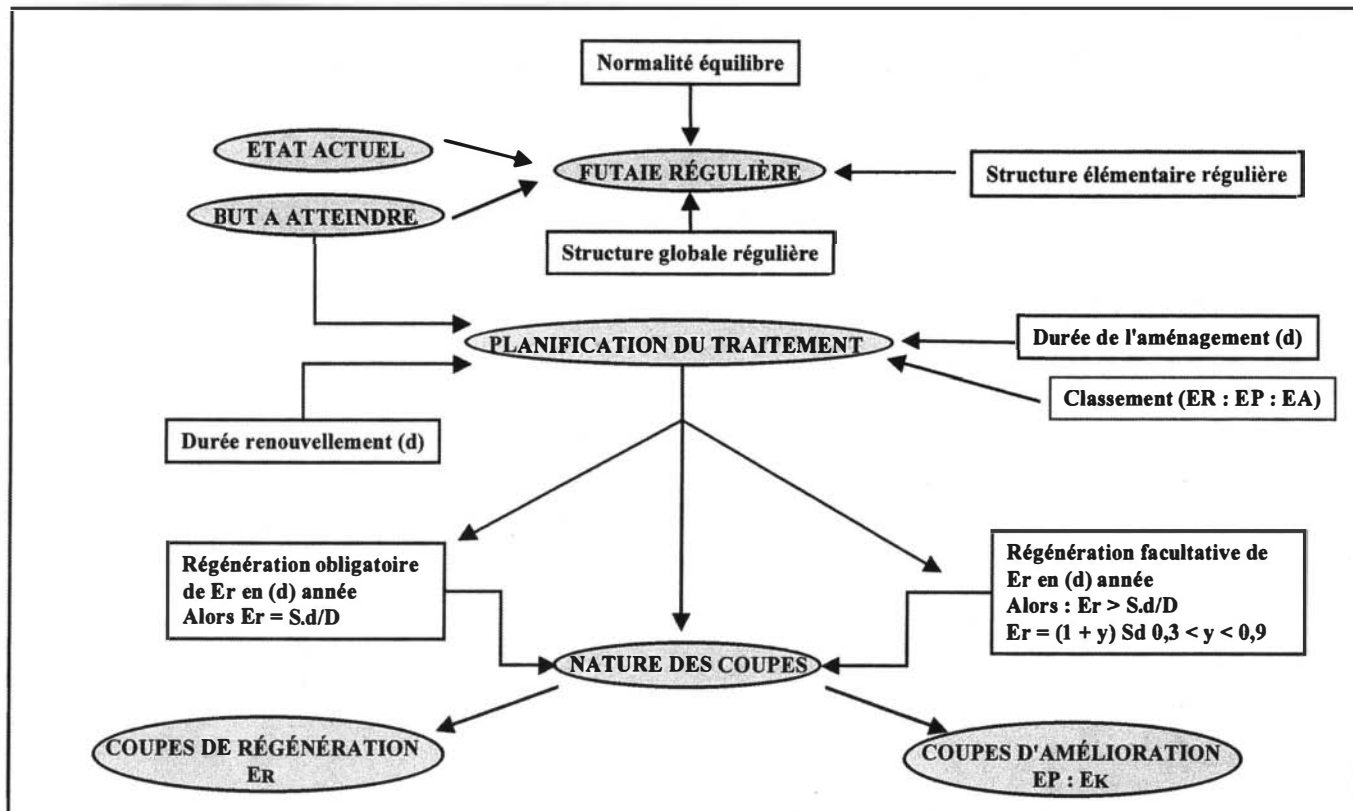 Normalité équilibre
ETAT ACTUEL
FUTAIE RÉGULIÈRE
Structure élémentaire régulière
BUT A ATTEINDRE
Structure globale régulière
PLANIFICATION DU TRAITEMENT
Durée de l'aménagement (d)
Classement (ER : EP : EA)
Durée renouvellement (d)
Régénération obligatoire
de Er en (d) année
Alors Er = S.d/D
Régénération facultative de
Er en (d) année
Alors : Er > S.d/D
Er = (1 + y) Sd 0,3 < y < 0,9
NATURE DES COUPES
COUPES DE RÉGÉNÉRATION
ER
COUPES D'AMÉLIORATION
EP : EK